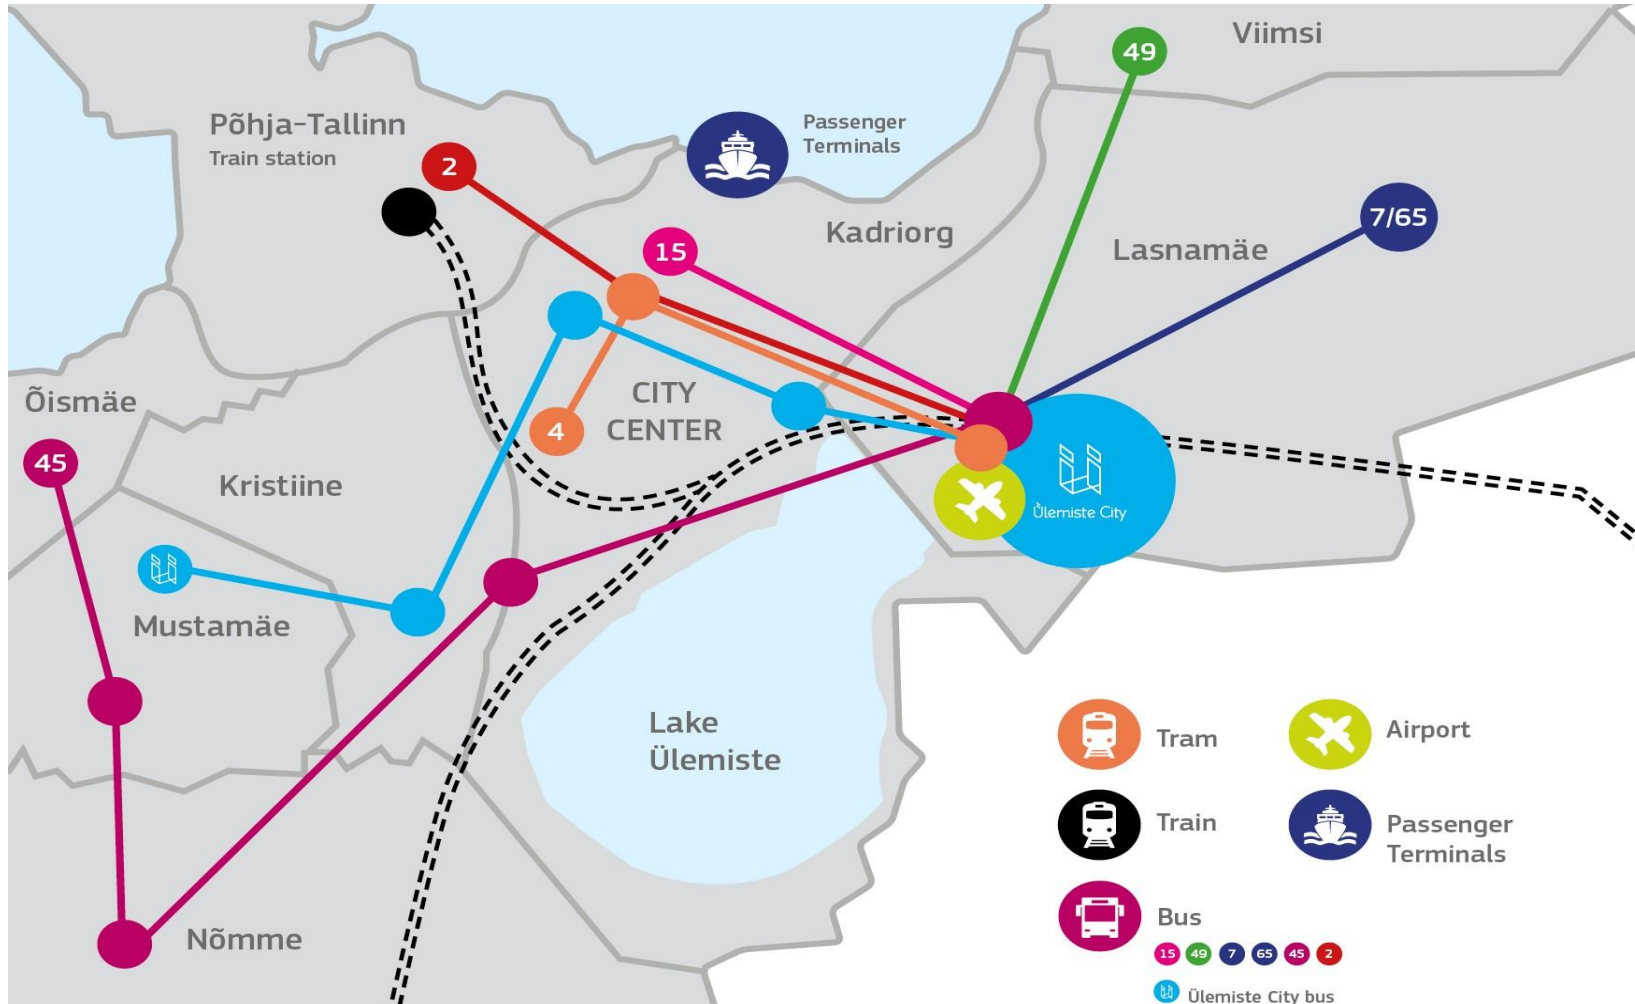 49
Viimsi
Põhja-Tallinn
Train station
2
Passenger
Terminals
7/65
Kadriorg
15
Lasnamäe
Õismäe
CITY
CENTER
4
45
Kristiine
Ülemiste City
Mustamäe
Lake
Ülemiste
Nõmme
Tram
Airport
Train
Passenger
Terminals
Bus
15 49 7 65 45 2
Ülemiste City bus